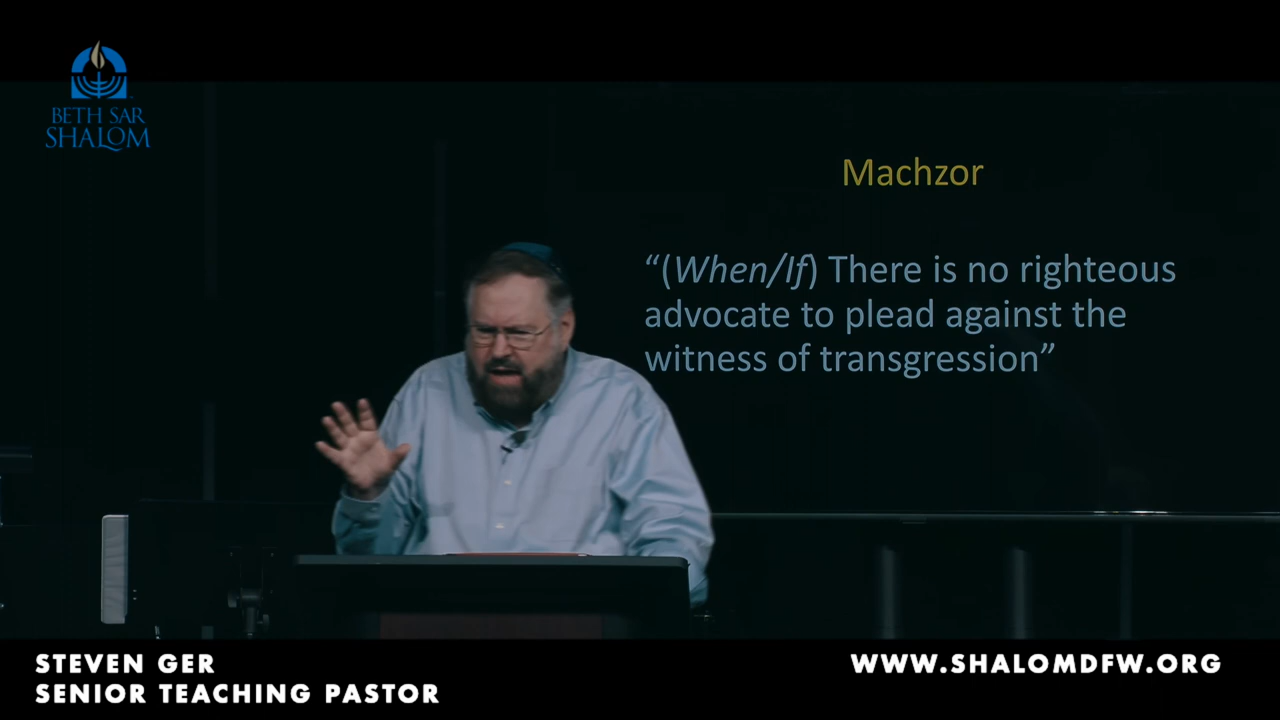 BETH SAR
SHALOM
Machzor
“(When/If) There is no righteous
advocate to plead against the
witness of transgression”
STEVEN GER
SENIOR TEACHING PASTOR
WWW.SHALOMDFW.ORG